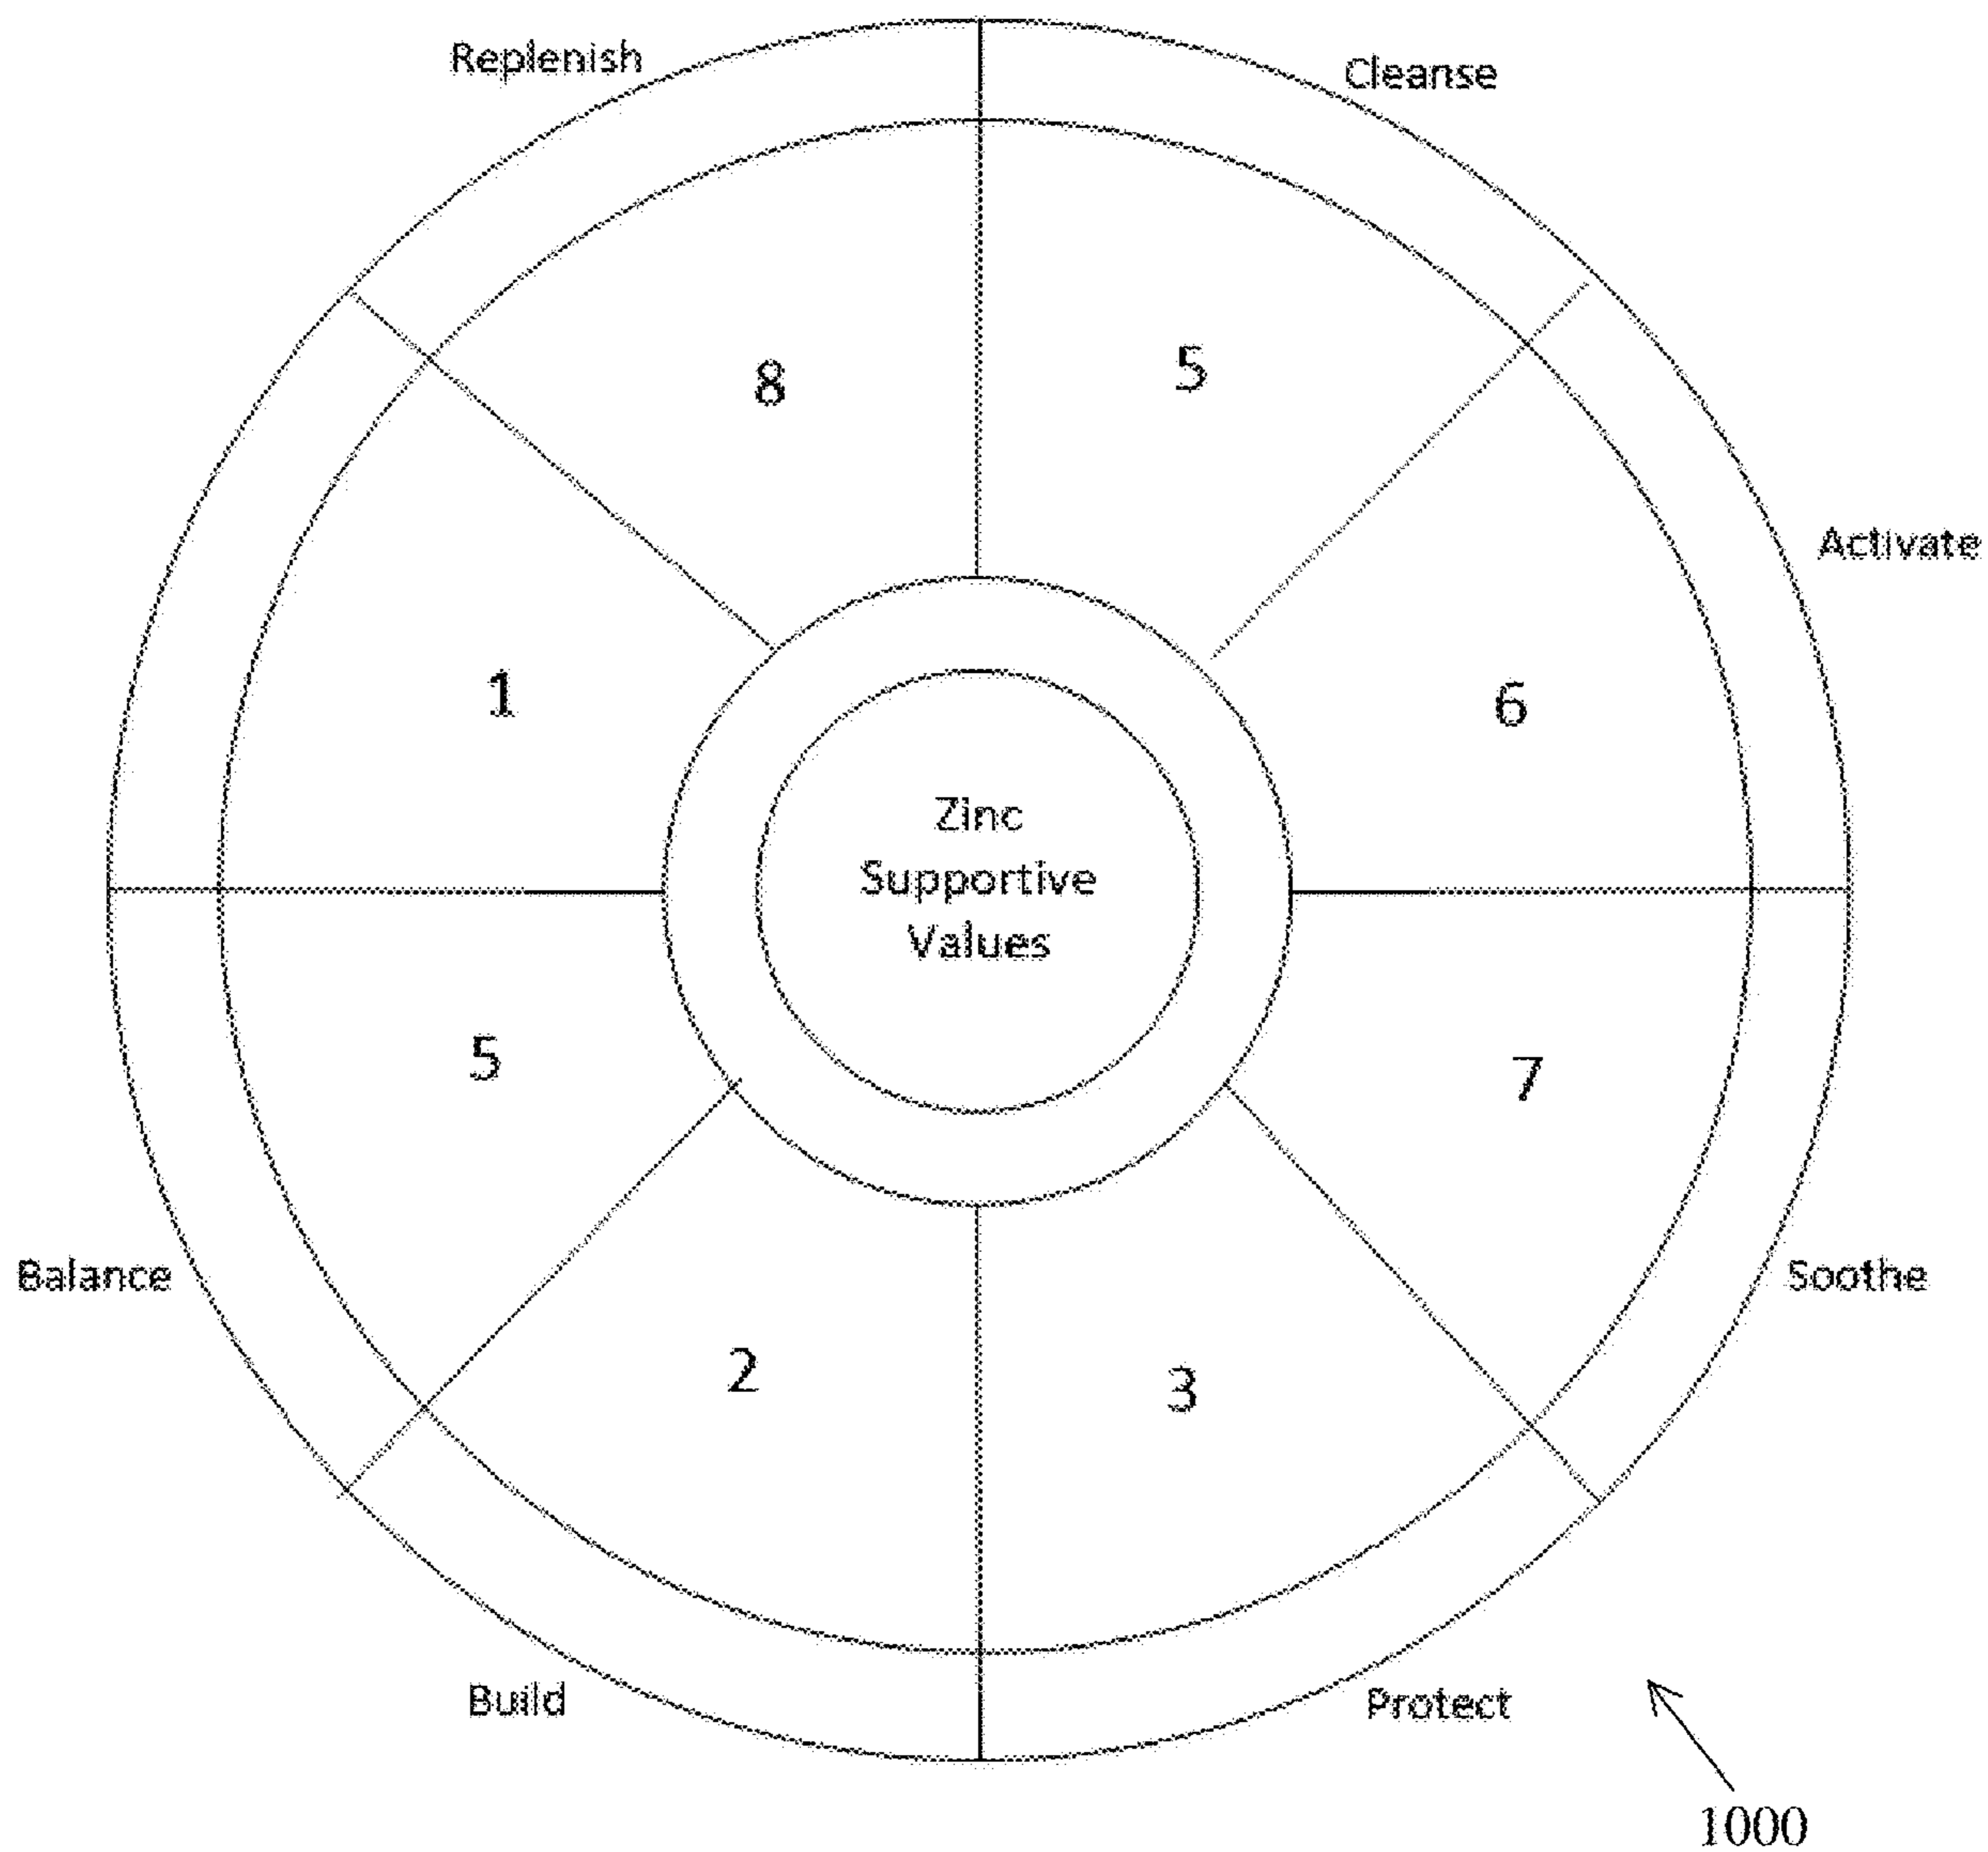 Replenish
Cleanse
8
5
Activate
1
6
Zinc
Supportive
Values
5
7
Balance
Soothe
2
3
Build
Protect
1000